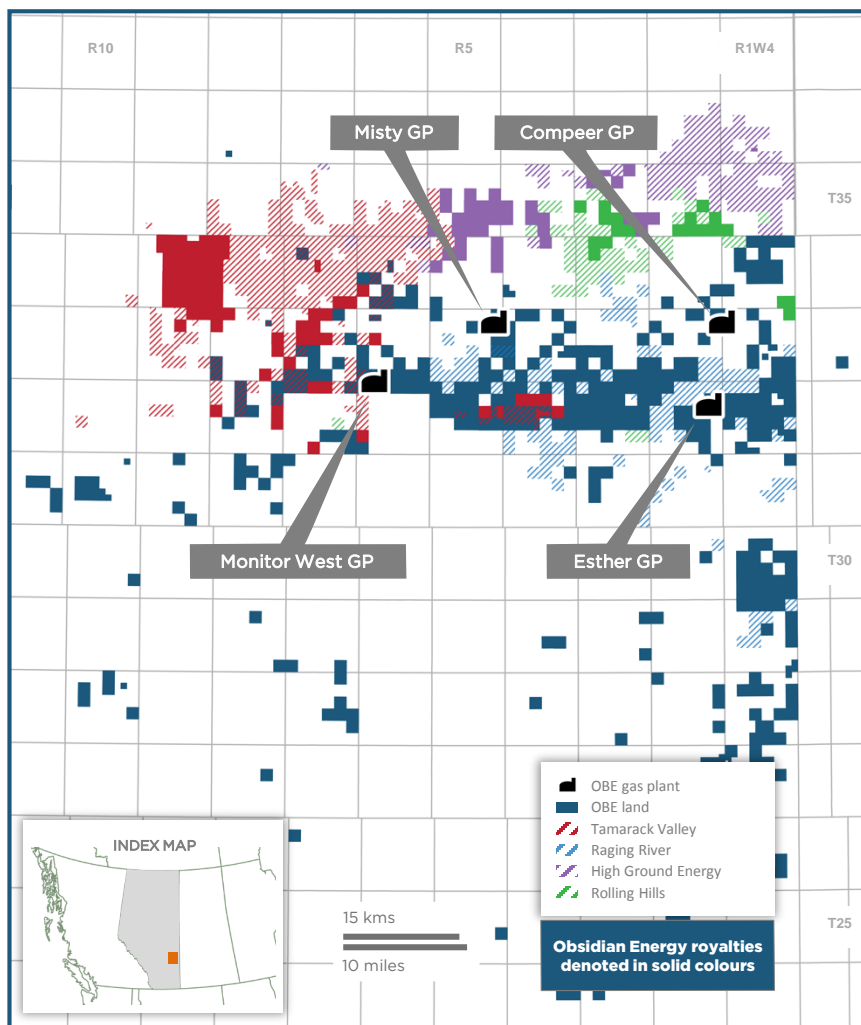 R10
R5
R1W4
Misty GP
Compeer GP
T35
Monitor West GP
Esther GP
T30
OBE gas plant
OBE land
Tamarack Valley
Raging River
High Ground Energy
Rolling Hills
INDEX MAP
15 kms
10 miles
T25
Obsidian Energy royalties
denoted in solid colours